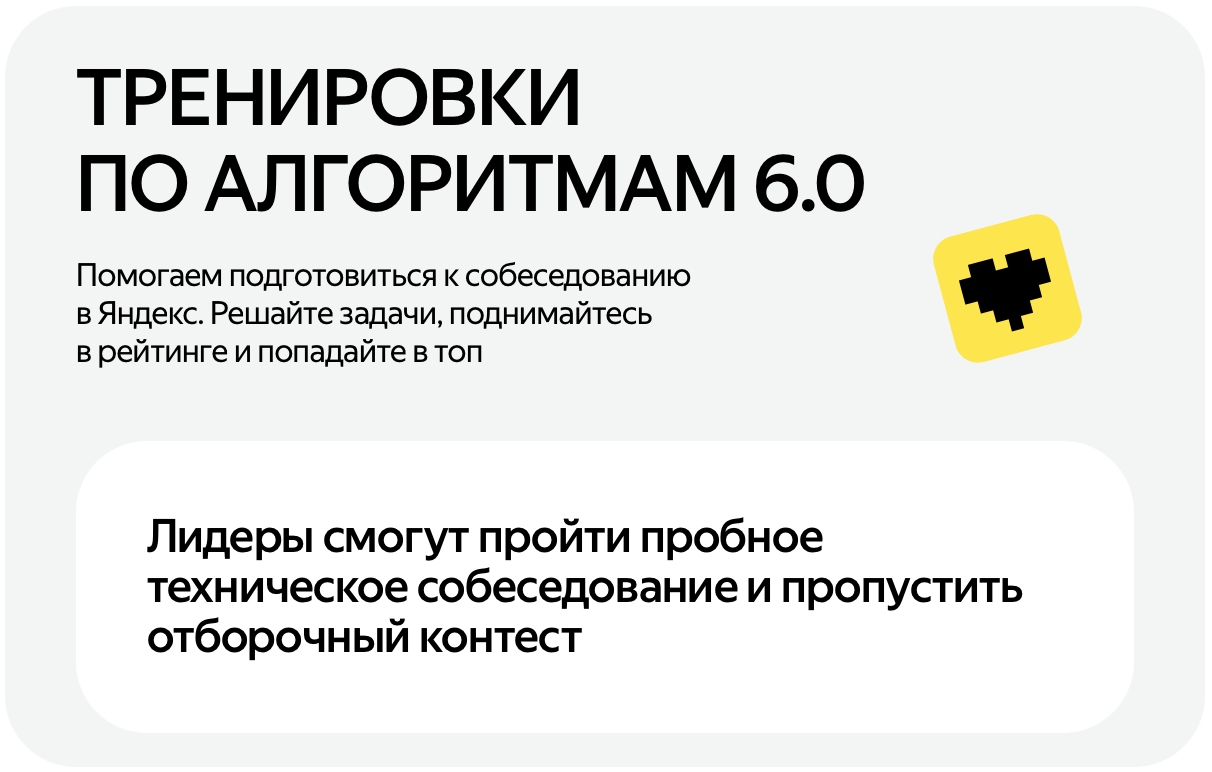 ТРЕНИРОВКИ
ПО АЛГОРИТМАМ 6.0
Помогаем подготовиться к собеседованию
в Яндекс. Решайте задачи, поднимайтесь
в рейтинге и попадайте в топ
Лидеры смогут пройти пробное
техническое собеседование и пропустить
отборочный контест